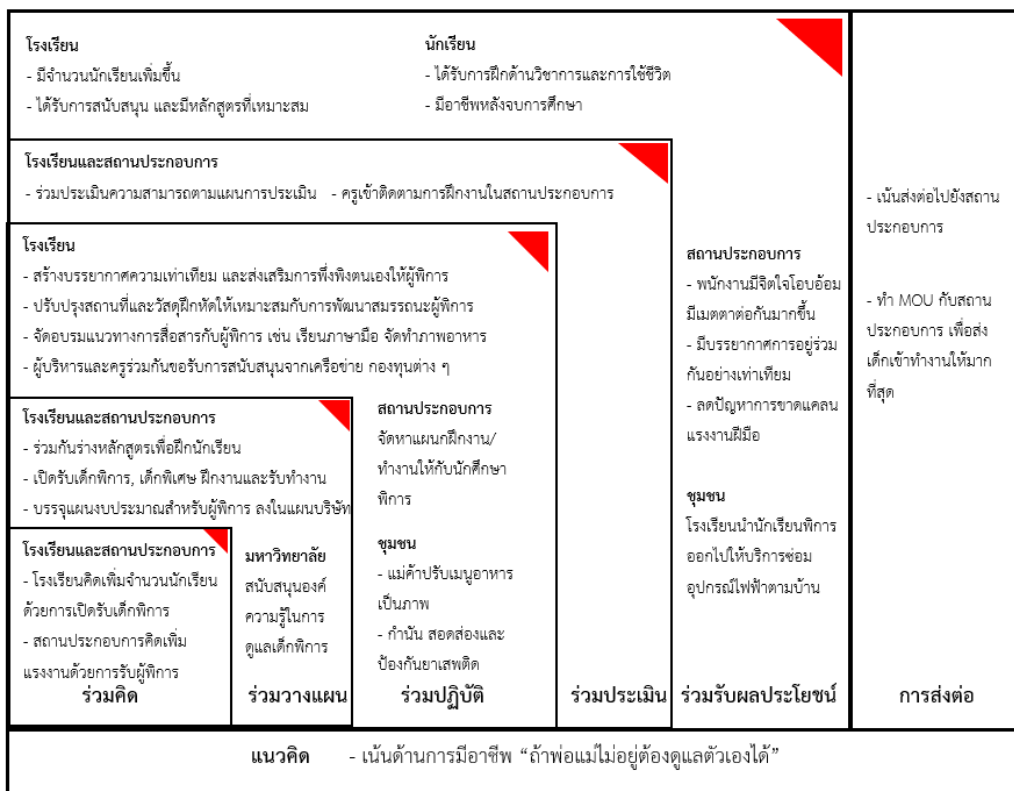 โรงเรียน
- มีจำนวนนักเรียนเพิ่มขึ้น
- ได้รับการสนับสนุน และมีหลักสูตรที่เหมาะสม
นักเรียน
- ได้รับการฝึกด้านวิชาการและการใช้ชีวิต
- มีอาชีพหลังจบการศึกษา
โรงเรียนและสถานประกอบการ
- ร่วมประเมินความสามารถตามแผนการประเมิน - ครูเข้าติดตามการฝึกงานในสถานประกอบการ
โรงเรียน
- สร้างบรรยากาศความเท่าเทียม และส่งเสริมการพึ่งพิงตนเองให้ผู้พิการ
- ปรับปรุงสถานที่และวัสดุฝึกหัดให้เหมาะสมกับการพัฒนาสมรรถนะผู้พิการ
- จัดอบรมแนวทางการสื่อสารกับผู้พิการ เช่น เรียนภาษามือ จัดทำภาพอาหาร
- ผู้บริหารและครูร่วมกันขอรับการสนับสนุนจากเครือข่าย กองทุนต่าง ๆ
โรงเรียนและสถานประกอบการ
- ร่วมกันร่างหลักสูตรเพื่อฝึกนักเรียน
- เปิดรับเด็กพิการ, เด็กพิเศษ ฝึกงานและรับทำงาน
- บรรจุแผนงบประมาณสำหรับผู้พิการ ลงในแผนบริษัท
โรงเรียนและสถานประกอบการ
- โรงเรียนคิดเพิ่มจำนวนนักเรียน
ด้วยการเปิดรับเด็กพิการ
- สถานประกอบการคิดเพิ่ม
แรงงานด้วยการรับผู้พิการ
ร่วมคิด
มหาวิทยาลัย
สนับสนุนองค์
ความรู้ในการ
ดูแลเด็กพิการ
ร่วมวางแผน
สถานประกอบการ
จัดหาแผนกฝึกงาน/
ทำงานให้กับนักศึกษา
พิการ
ชุมชน
- แม่ค้าปรับเมนูอาหาร
เป็นภาพ
- กำนัน สอดส่องและ
ป้องกันยาเสพติด
ร่วมปฏิบัติ
ร่วมประเมิน
สถานประกอบการ
- พนักงานมีจิตใจโอบอ้อม
มีเมตตาต่อกันมากขึ้น
- มีบรรยากาศการอยู่ร่วม
กันอย่างเท่าเทียม
- ลดปัญหาการขาดแคลน
แรงงานฝีมือ
ชุมชน
โรงเรียนนำนักเรียนพิการ
ออกไปให้บริการซ่อม
อุปกรณ์ไฟฟ้าตามบ้าน
ร่วมรับผลประโยชน์
- เน้นส่งต่อไปยังสถาน
ประกอบการ
- ทำ MOU กับสถาน
ประกอบการ เพื่อส่ง
เด็กเข้าทำงานให้มาก
ที่สุด
การส่งต่อ
แนวคิด - เน้นด้านการมีอาชีพ “ถ้าพ่อแม่ไม่อยู่ต้องดูแลตัวเองได้”